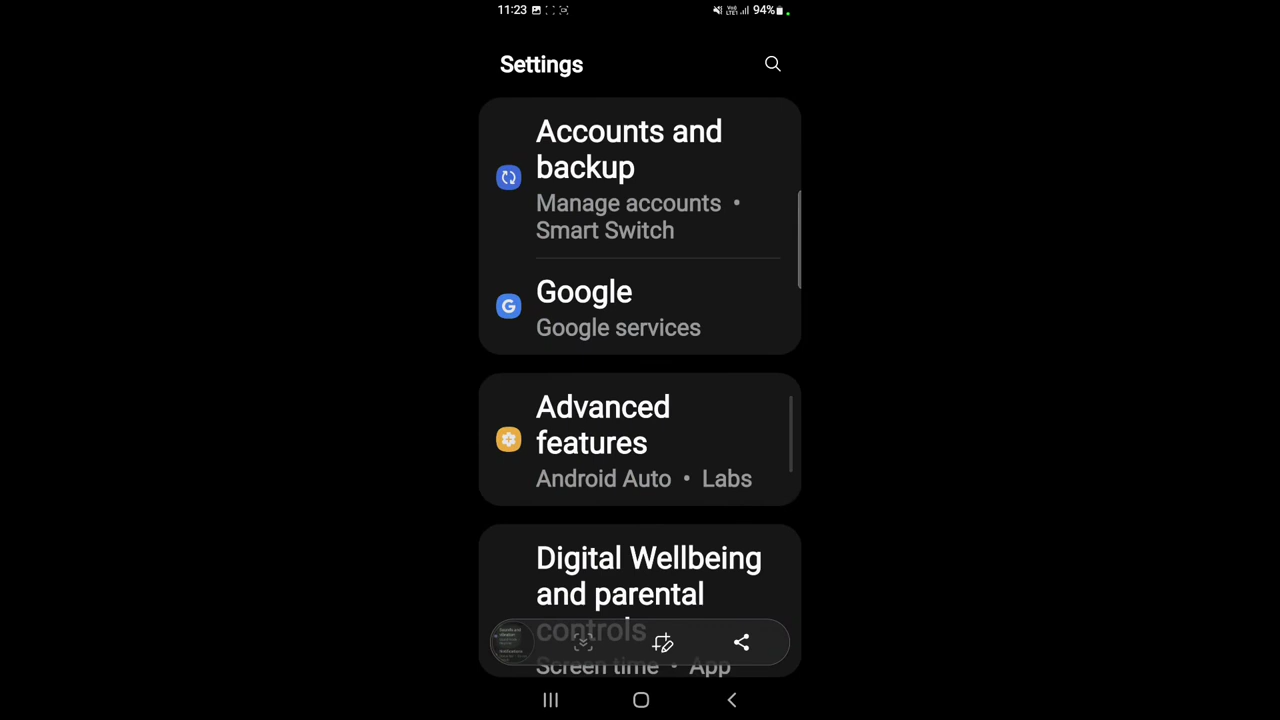 11:23 94%
Settings
Accounts and
backup
Manage accounts •
Smart Switch
Google
Google services
Advanced
features
Android Auto • Labs
Digital Wellbeing
and parental
controls
Screen time • App